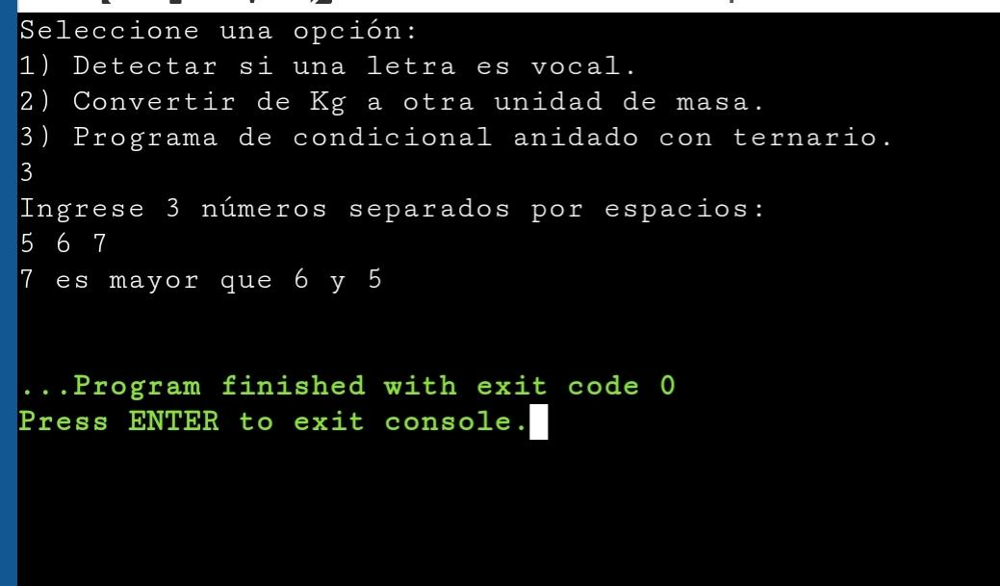 Seleccione una opción:
1) Detectar si una letra es vocal.
2) Convertir de Kg a otra unidad de masa.
3) Programa de condicional anidado con ternario.
3
Ingrese 3 números separados por espacios:
5 6 7
7 es mayor que 6 y 5
...Program finished with exit code 0
Press ENTER to exit console.